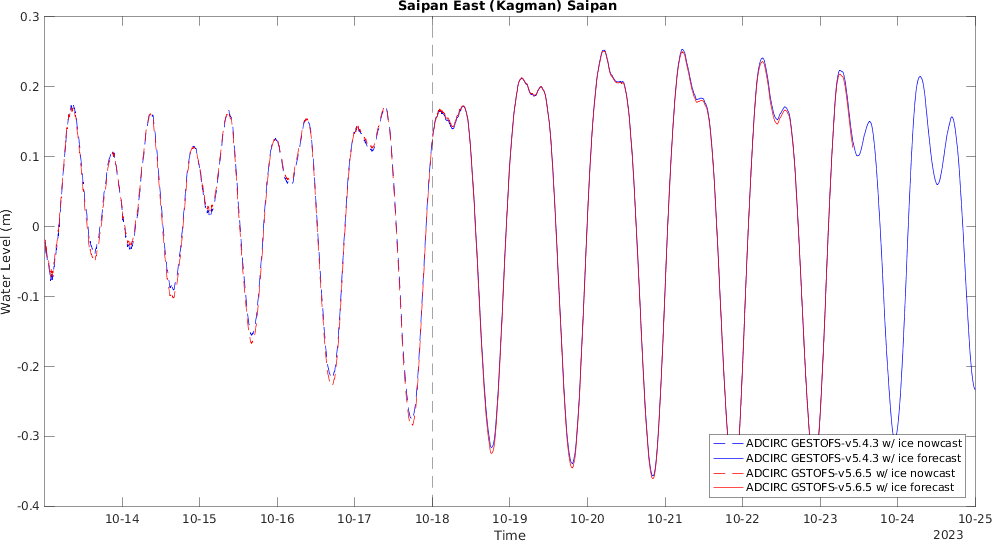 Saipan East (Kagman) Saipan
0.3
0.2
0.1
0
-0.1
-0.2
-0.3
-0.4
Water Level (m)
ADCIRC GESTOFS-v5.4.3 w/ ice nowcast
ADCIRC GESTOFS-v5.4.3 w/ ice forecast
ADCIRC GSTOFS-v5.6.5 w/ ice nowcast
ADCIRC GSTOFS-v5.6.5 w/ ice forecast
10-14 10-15 10-16 10-17 10-18 10-19 10-20 10-21 10-22 10-23 10-24 10-25
Time
2023